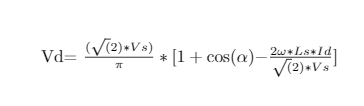 Vd= (√(2)∗Vs)/π ∗ [1 + cos(α)− 2ω∗Ls∗Id/√(2)∗Vs]